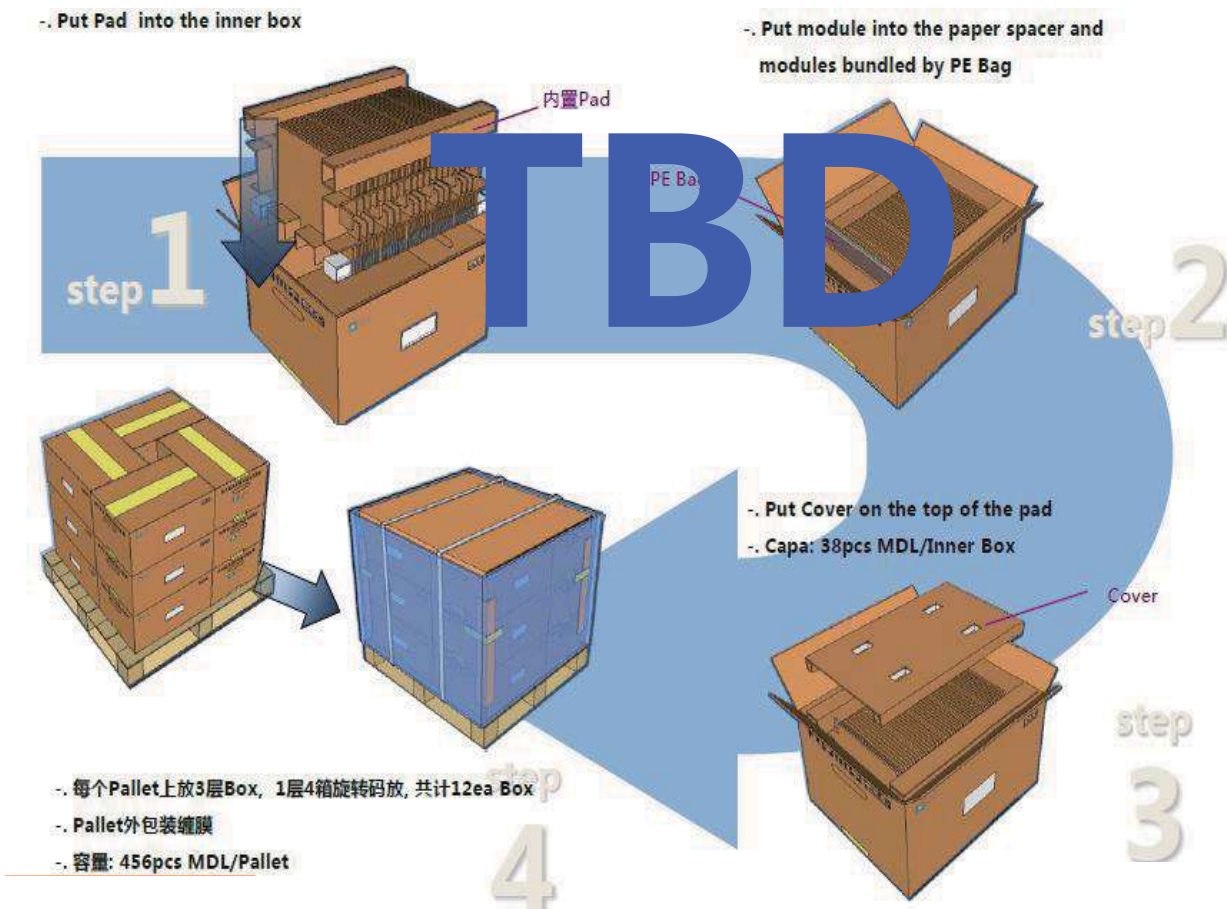 -. Put Pad into the inner box
内置Pad
step 1
-. Put module into the paper spacer and
modules bundled by PE Bag
PE Ba
TBD
step 2
-. Put Cover on the top of the pad
-. Capa: 38pcs MDL/Inner Box
Cover
step
3
-. 每个Pallet上放3层Box, 1层4箱旋转码放, 共计12ea Box
-. Pallet外包装缠膜
-. 容量: 456pcs MDL/Pallet
step
4